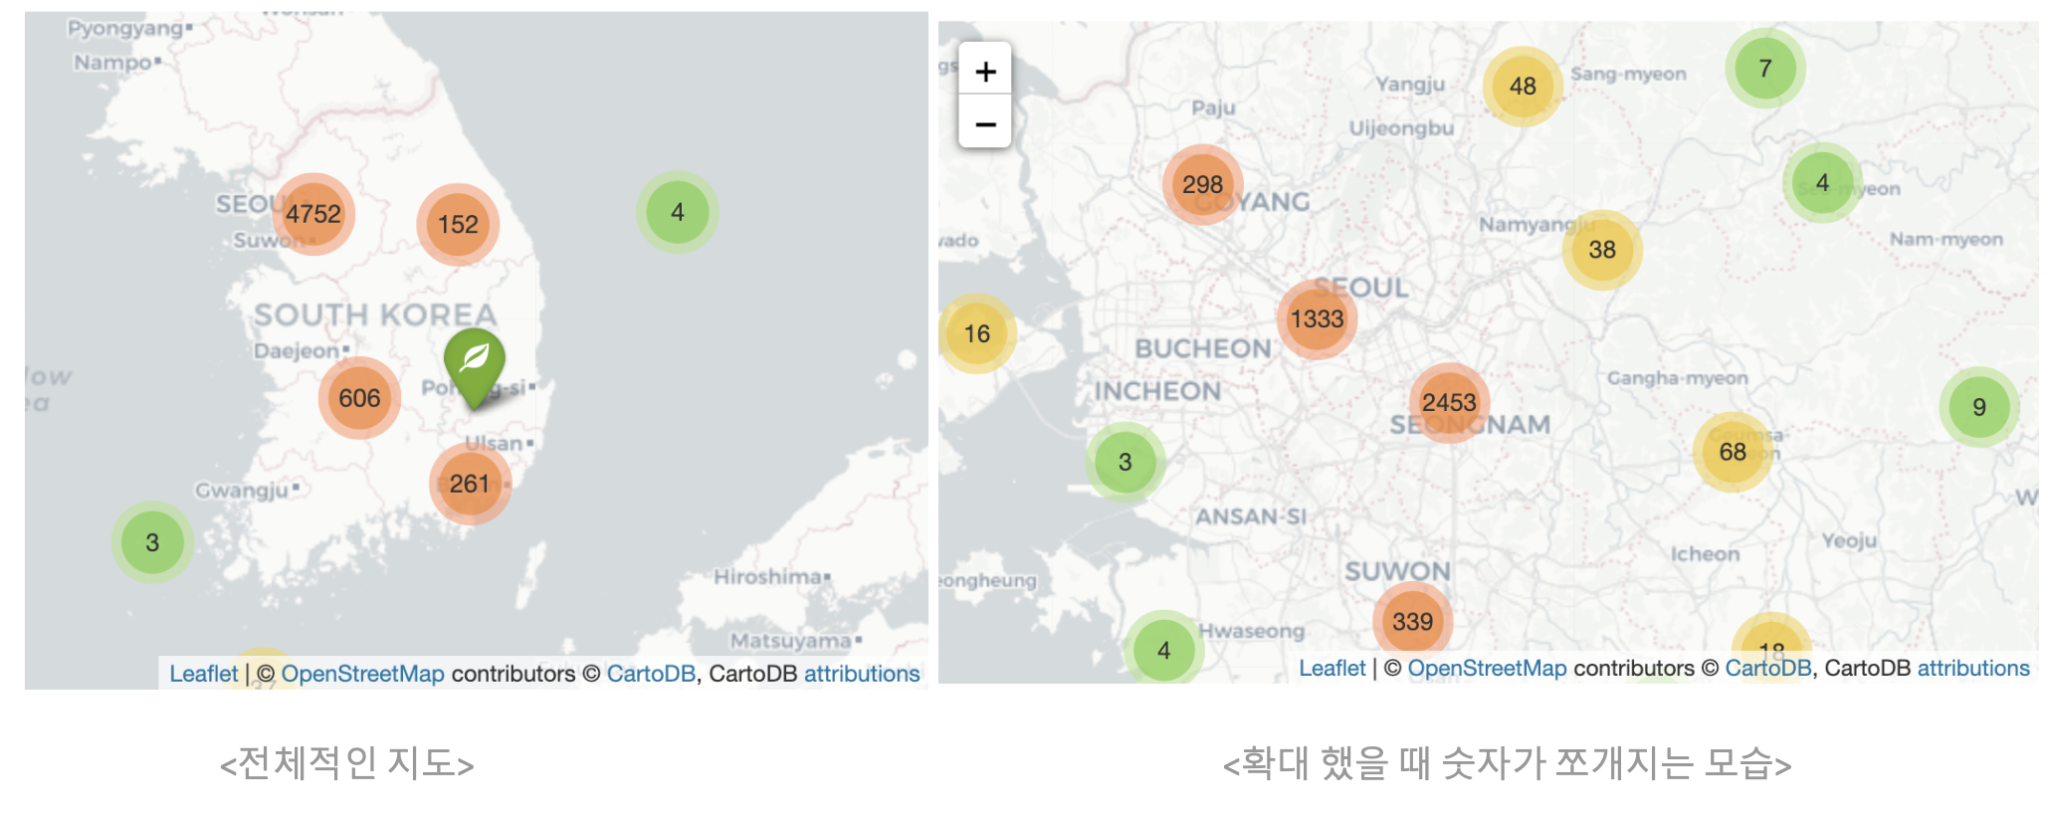 Pyongyang
Nampo
SEOU
4752
152
4
Suwon
SOUTH KOREA
Daejeon
606
Ulsan
261
Gwangju
3
Hiroshima
Matsuyama
37
Leaflet | © OpenStreetMap contributors © CartoDB, CartoDB attributions
<전체적인 지도>
+
−
48
Sang-myeon
7
Yangju
Paju
Uijeongbu
298
GOYANG
4
Namyangju
38
Nam-myeon
SEOUL
1333
16
BUCHEON
INCHEON
2453
SEONGNAM
Gangha-myeon
9
68
3
ANSAN-SI
Icheon
Yeoju
SUWON
339
Hwaseong
4
18
Leaflet | © OpenStreetMap contributors © CartoDB, CartoDB attributions
<확대 했을 때 숫자가 쪼개지는 모습>